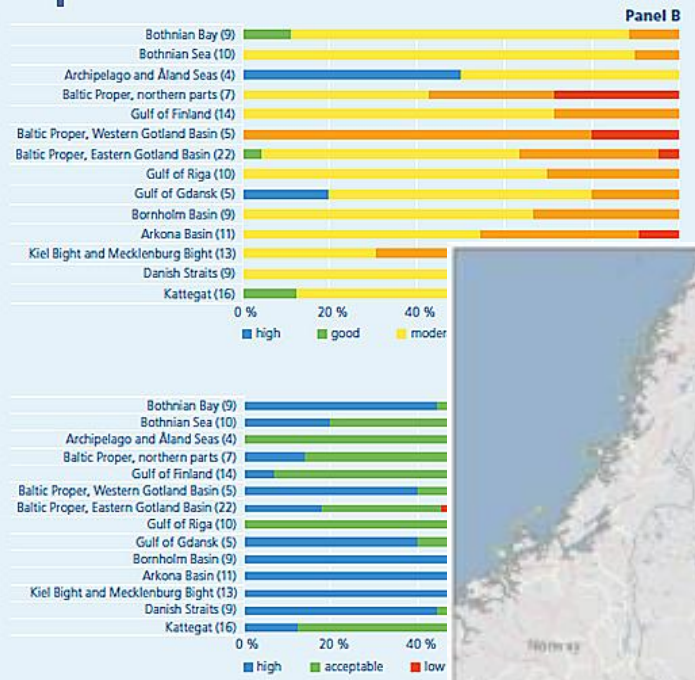 Panel B
Bothnian Bay (9)
Bothnian Sea (10)
Archipelago and Åland Seas (4)
Baltic Proper, northern parts (7)
Gulf of Finland (14)
Baltic Proper, Western Gotland Basin (5)
Baltic Proper, Eastern Gotland Basin (22)
Gulf of Riga (10)
Gulf of Gdansk (5)
Bornholm Basin (9)
Arkona Basin (11)
Kiel Bight and Mecklenburg Bight (13)
Danish Straits (9)
Kattegat (16)
0 % 20 % 40 %
high good moder
Bothnian Bay (9)
Bothnian Sea (10)
Archipelago and Åland Seas (4)
Baltic Proper, northern parts (7)
Gulf of Finland (14)
Baltic Proper, Western Gotland Basin (5)
Baltic Proper, Eastern Gotland Basin (22)
Gulf of Riga (10)
Gulf of Gdansk (5)
Bornholm Basin (9)
Arkona Basin (11)
Kiel Bight and Mecklenburg Bight (13)
Danish Straits (9)
Kattegat (16)
0 % 20 % 40 %
high acceptable low
Norway